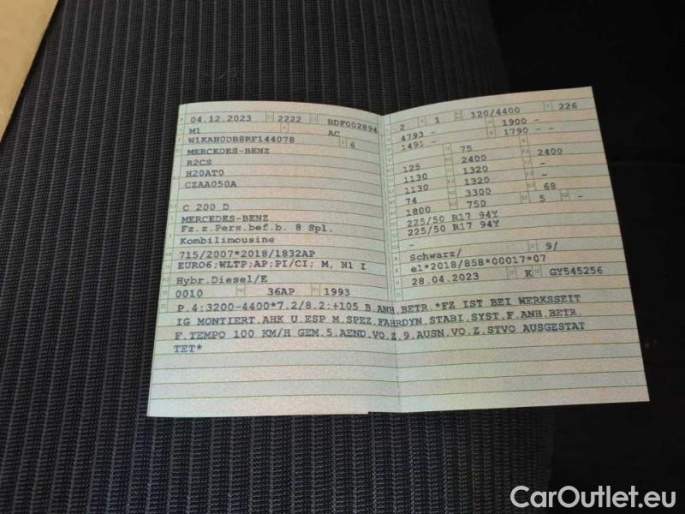 04.12.2023 2222 BDF002894
M1 AC
W1KAH0DB8RF144078 6
MERCEDES-BENZ
R2CS
H20AT0
CZAA050A
C 200 D
MERCEDES-BENZ
Fz.z.Pers.bef.b. 8 Spl.
Kombilimousine
715/2007*2018/1832AP
EURO6;WLTP;AP;PI/CI; M, N1 I
Hybr.Diesel/E
0010 36AP 1993
2 1 120/4400 226
4793 - 1900 -
1491 - 1790 --
75
125 2400 2400
1130 1320 -
1130 1320 -
74 3300 68
1800 750 5 -
225/50 R17 94Y
225/50 R17 94Y
-
-
Schwarz/ 9/
e1*2018/858*00017*07
28.04.2023 K GY545256
P.4:3200-4400*7.2/8.2:+105 B.ANH.BETR.*FZ IST BEI WERKSSEIT
IG MONTIERT.AHK U.ESP M.SPEZ.FAHRDYN.STABI.SYST.F.ANH.BETR.
F.TEMPO 100 KM/H GEM.5.AEND.VO.Z.9.AUSN.VO.Z.STVO AUSGESTAT
TET*
CarOutlet.eu